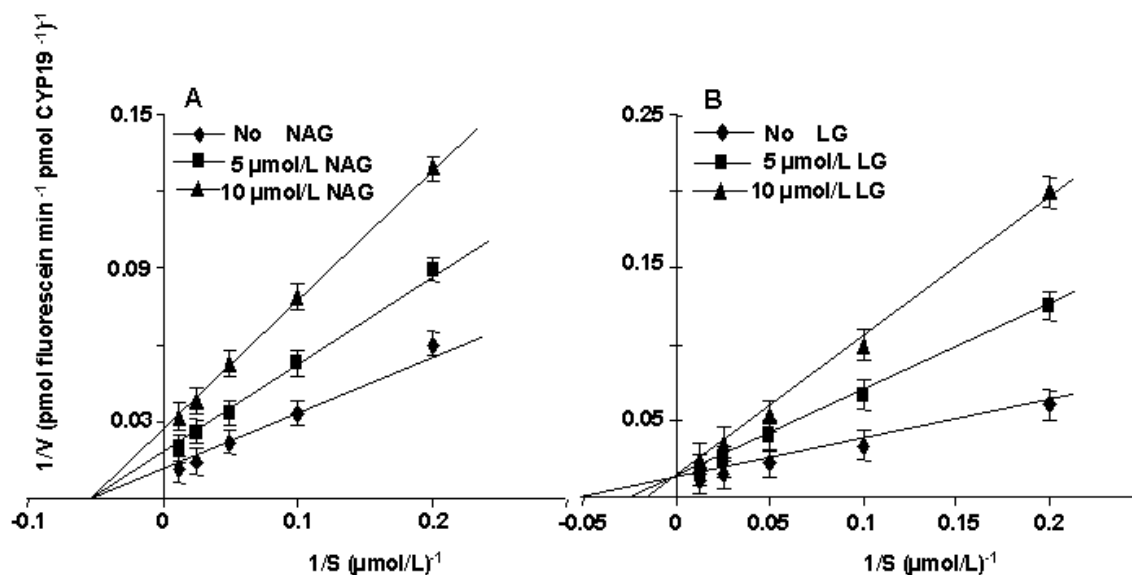 A
No NAG
5 µmol/L NAG
10 µmol/L NAG
0.15
0.09
0.03
-0.1
0
0.1
0.2
1/S (µmol/L)-1
1/V (pmol fluorescein min -1 pmol CYP19 -1)-1
B
No LG
5 µmol/L LG
10 µmol/L LG
0.25
0.15
0.05
-0.05
0
0.05
0.1
0.15
0.2
1/S (µmol/L)-1